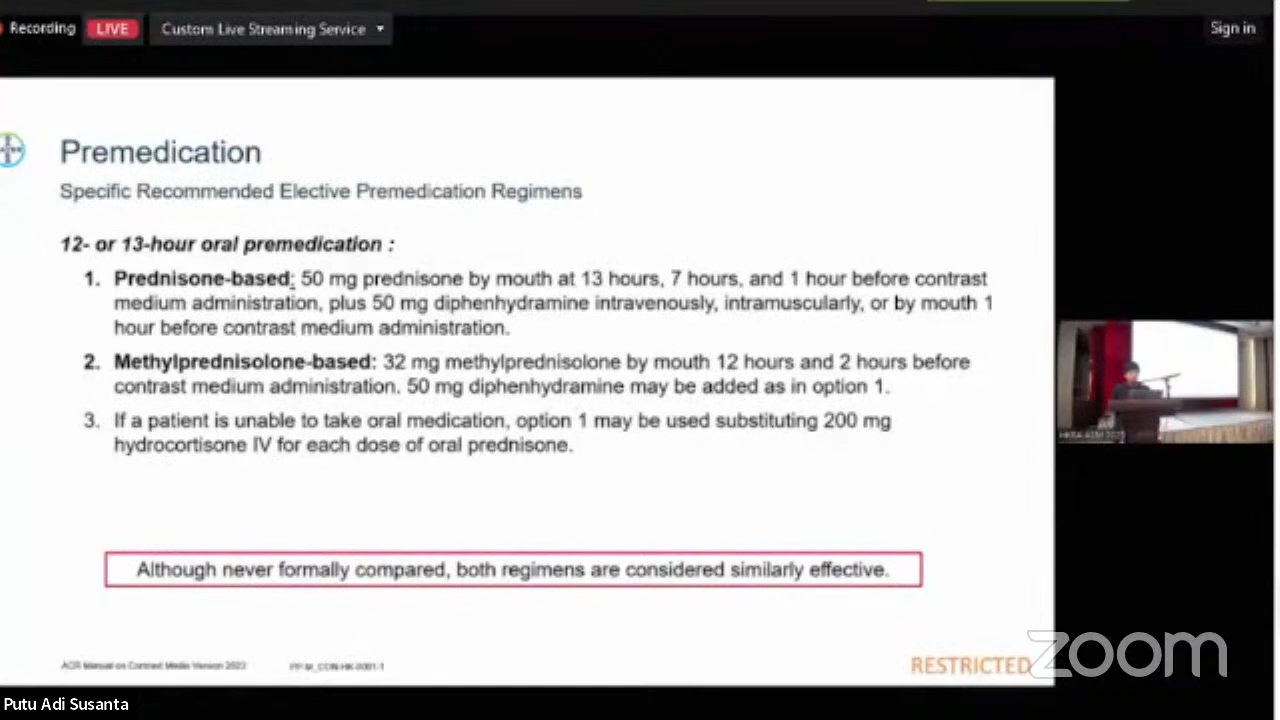 Recording LIVE Custom Live Streaming Service Sign in
Premedication
Specific Recommended Elective Premedication Regimens
12- or 13-hour oral premedication :
1. Prednisone-based: 50 mg prednisone by mouth at 13 hours, 7 hours, and 1 hour before contrast
medium administration, plus 50 mg diphenhydramine intravenously, intramuscularly, or by mouth 1
hour before contrast medium administration.
2. Methylprednisolone-based: 32 mg methylprednisolone by mouth 12 hours and 2 hours before
contrast medium administration. 50 mg diphenhydramine may be added as in option 1.
3. If a patient is unable to take oral medication, option 1 may be used substituting 200 mg
hydrocortisone IV for each dose of oral prednisone.
Although never formally compared, both regimens are considered similarly effective.
ACR Manual on Contrast Media Version 2023
RESTRICTED
zoom
Putu Adi Susanta